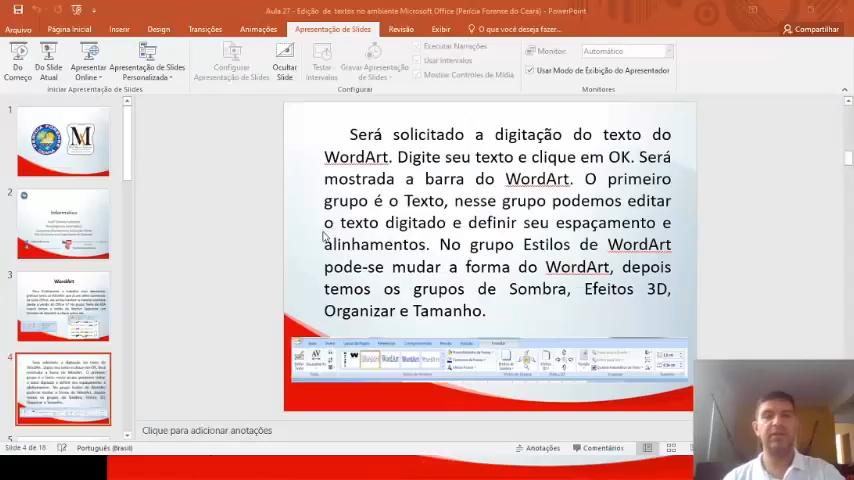 Aula 27 - Edição de textos no ambiente Microsoft Office (Perícia Forense do Ceará) - PowerPoint
Arquivo Página Inicial Inserir Design Transições Animações Apresentação de Slides Revisão Exibir O que você deseja fazer... Compartilhar
Do Começo
Do Slide Atual
Apresentar Online
Apresentação de Slides Personalizada
Iniciar Apresentação de Slides
Configurar Apresentação de Slides
Ocultar Slide
Testar Intervalos
Gravar Apresentação de Slides
Executar Narrações
Usar Intervalos
Mostrar Controles de Mídia
Configurar
Monitor: Automático
Usar Modo de Exibição do Apresentador
Monitores
1
2
Informática
3
WordArt
4
5
Será solicitado a digitação do texto do
WordArt. Digite seu texto e clique em OK. Será
mostrada a barra do WordArt. O primeiro
grupo é o Texto, nesse grupo podemos editar
o texto digitado e definir seu espaçamento e
alinhamentos. No grupo Estilos de WordArt
pode-se mudar a forma do WordArt, depois
temos os grupos de Sombra, Efeitos 3D,
Organizar e Tamanho.
Clique para adicionar anotações
Slide 4 de 18 Português (Brasil) Anotações Comentários